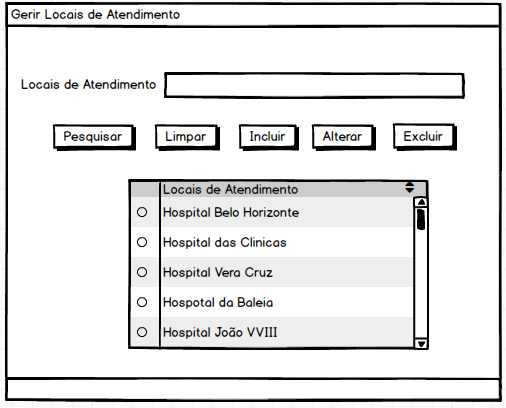 Gerir Locais de Atendimento
Locais de Atendimento
Pesquisar Limpar Incluir Alterar Excluir
Locais de Atendimento
Hospital Belo Horizonte
Hospital das Clinicas
Hospital Vera Cruz
Hospotal da Baleia
Hospital João VVIII